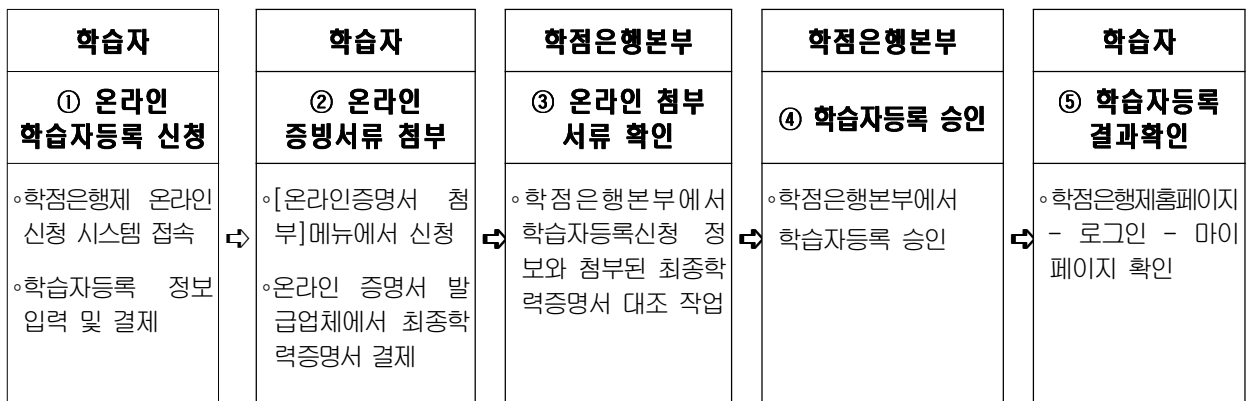 학습자
① 온라인
학습자등록 신청
◦학점은행제 온라인
신청 시스템 접속
◦학습자등록 정보
입력 및 결제
⇨
학습자
② 온라인
증빙서류 첨부
◦[온라인증명서 첨
부]메뉴에서 신청
◦온라인 증명서 발
급업체에서 최종학
력증명서 결제
⇨
학점은행본부
③ 온라인 첨부
서류 확인
◦학점은행본부에서
학습자등록신청 정
보와 첨부된 최종학
력증명서 대조 작업
⇨
학점은행본부
④ 학습자등록 승인
◦학점은행본부에서
학습자등록 승인
⇨
학습자
⑤ 학습자등록
결과확인
◦학점은행제홈페이지
- 로그인 - 마이
페이지 확인